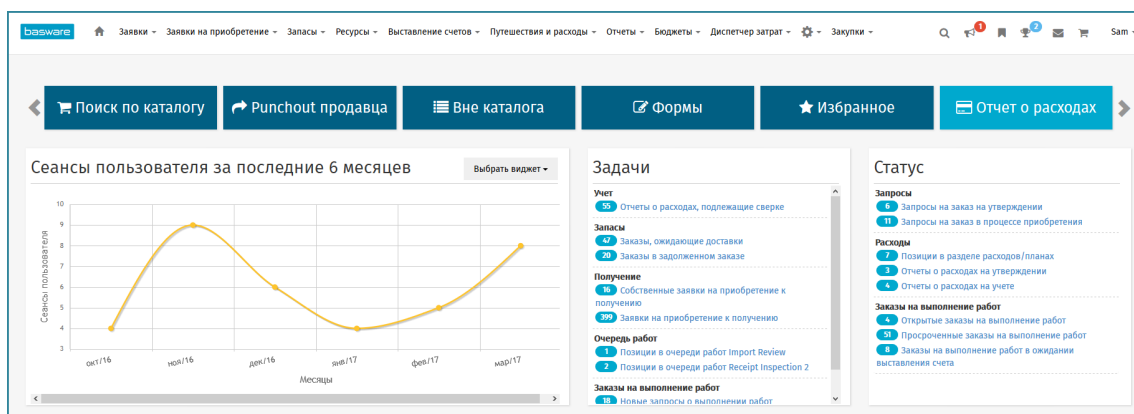 basware Заявки Заявки на приобретение Запасы Ресурсы Выставление счетов Путешествия и расходы Отчеты Бюджеты Диспетчер затрат Закупки 1 2 Sam
Поиск по каталогу Punchout продавца Вне каталога Формы Избранное Отчет о расходах
Сеансы пользователя за последние 6 месяцев
Выбрать виджет
10
9
8
7
6
5
4
3
Сеансы пользователя
окт/16 ноя/16 дек/16 янв/17 фев/17 мар/17
Месяцы
Задачи
Учет
55 Отчеты о расходах, подлежащие сверке
Запасы
47 Заказы, ожидающие доставки
20 Заказы в задолженном заказе
Получение
16 Собственные заявки на приобретение к
получению
399 Заявки на приобретение к получению
Очередь работ
1 Позиции в очереди работ Import Review
2 Позиции в очереди работ Receipt Inspection 2
Заказы на выполнение работ
18 Новые запросы о выполнении работ
Статус
Запросы
6 Запросы на заказ на утверждении
11 Запросы на заказ в процессе приобретения
Расходы
7 Позиции в разделе расходов/планах
3 Отчеты о расходах на утверждении
4 Отчеты о расходах на учете
Заказы на выполнение работ
4 Открытые заказы на выполнение работ
51 Просроченные заказы на выполнение работ
8 Заказы на выполнение работ в ожидании
выставления счета